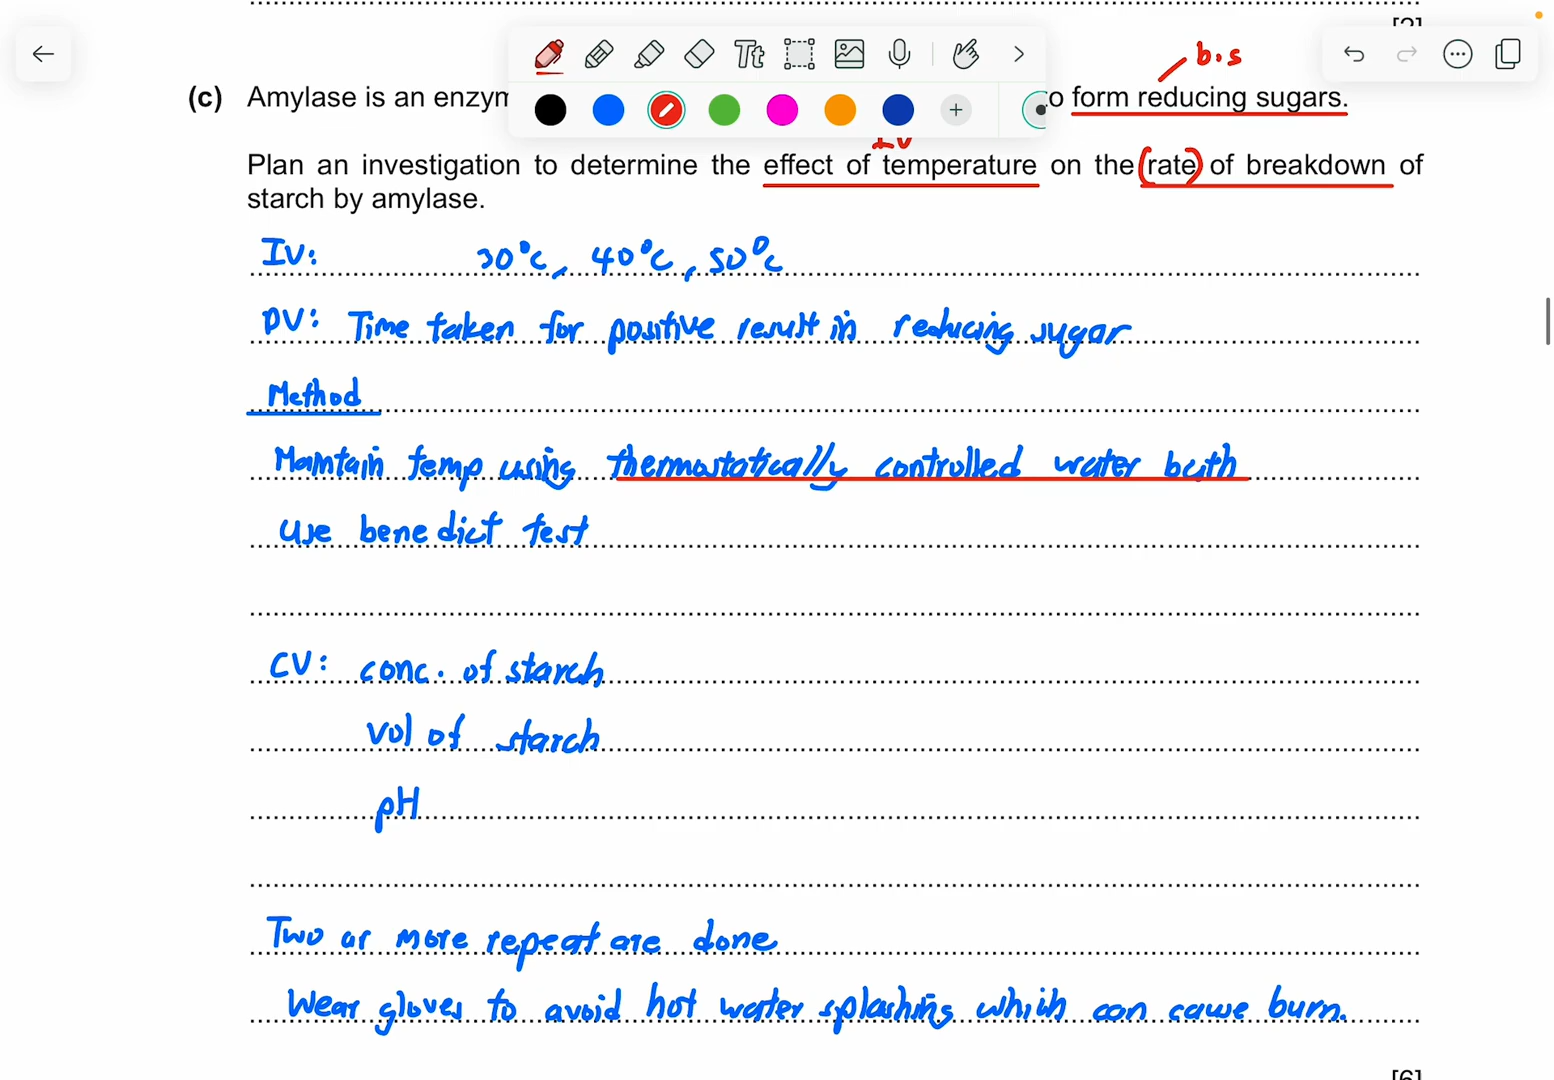 [2]
b.s
(c) Amylase is an enzym
o form reducing sugars.
IV
Plan an investigation to determine the effect of temperature on the (rate) of breakdown of
starch by amylase.
IV: 30°C, 40°C, 50°C
DV: Time taken for positive result in reducing sugar
Method
Maintain temp using thermostatically controlled water bath
Use benedict test
CV: conc. of starch
vol of starch
pH
Two or more repeat are done
Wear gloves to avoid hot water splashing which can cause burn.
[6]